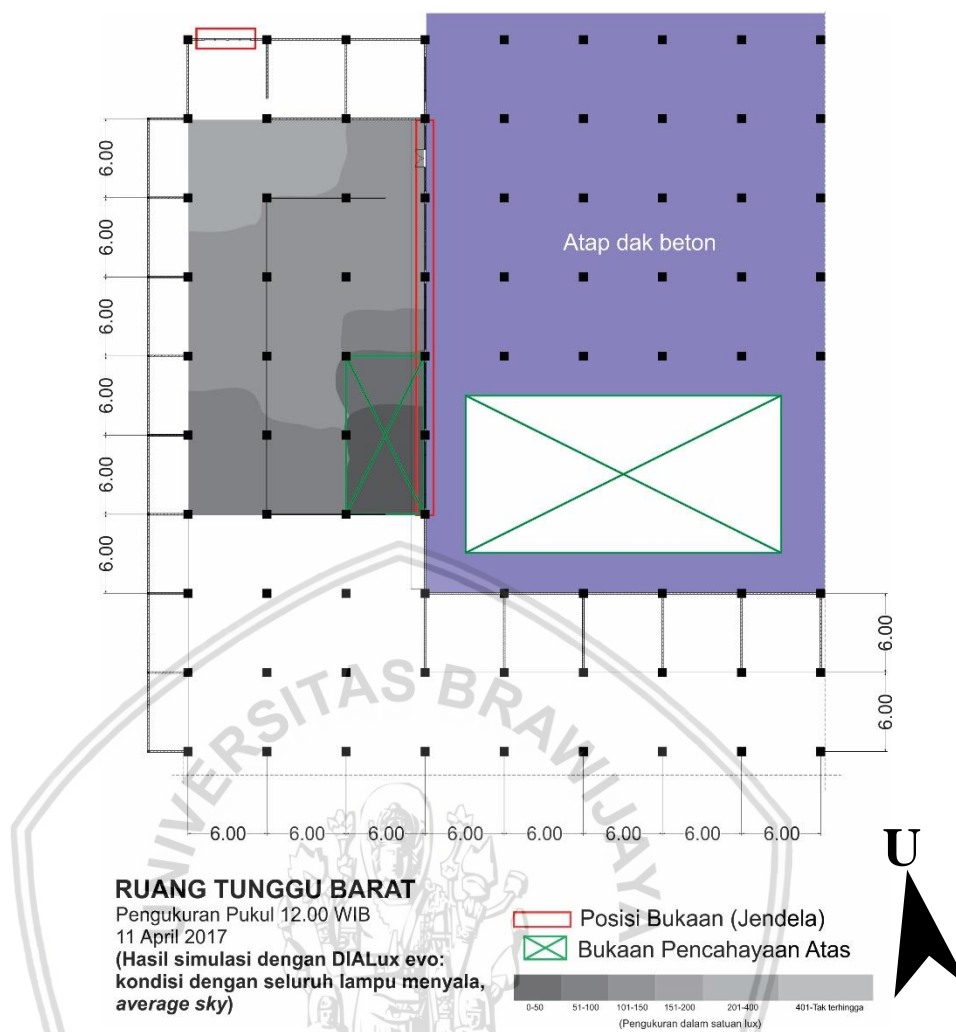 6.00
6.00
Atap dak beton
6.00
6.00
6.00
6.00
6.00
6.00
UNIVERSITAS BRAWIJAYA
6.00 6.00 6.00 6.00 6.00 6.00 6.00 6.00
U
RUANG TUNGGU BARAT
Pengukuran Pukul 12.00 WIB
11 April 2017
(Hasil simulasi dengan DIALux evo:
kondisi dengan seluruh lampu menyala,
average sky)
Posisi Bukaan (Jendela)
Bukaan Pencahayaan Atas
0-50 51-100 101-150 151-200 201-400 401-Tak terhingga
(Pengukuran dalam satuan lux)